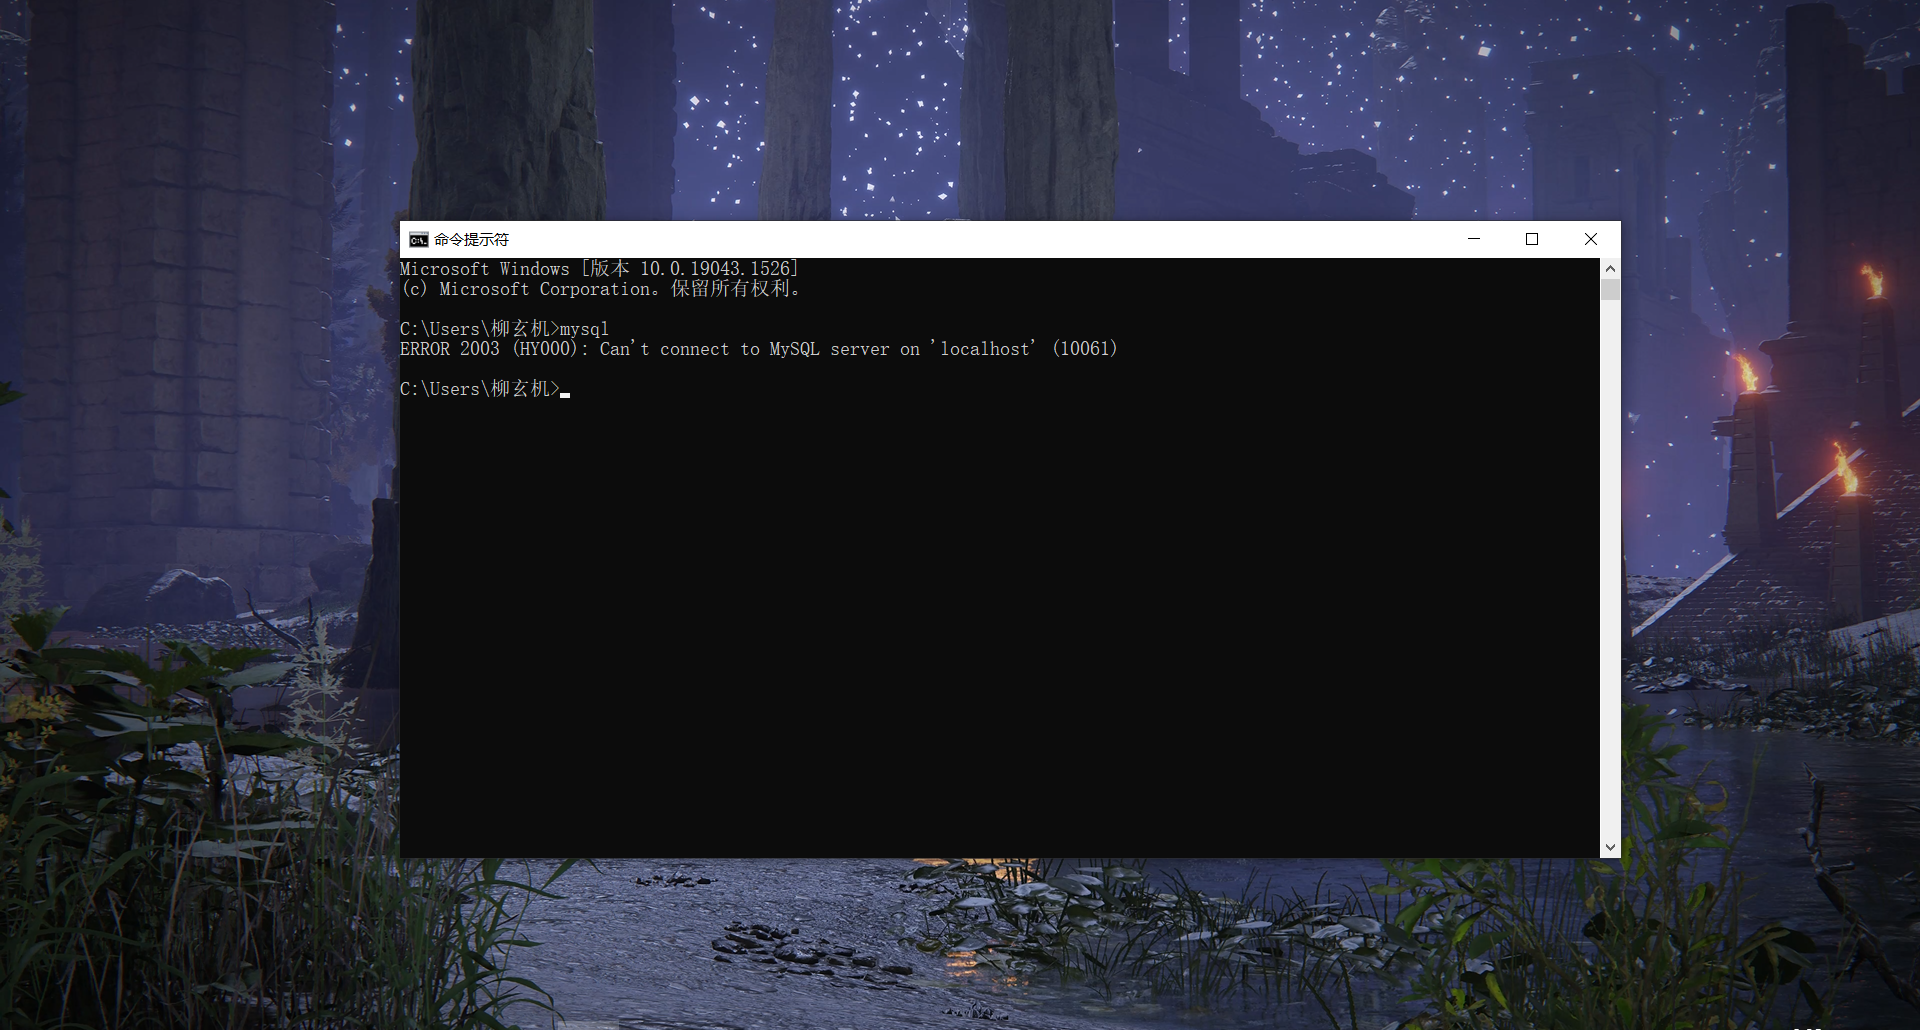 命令提示符
Microsoft Windows [版本 10.0.19043.1526]
(c) Microsoft Corporation。保留所有权利。
C:\Users\柳玄机>mysql
ERROR 2003 (HY000): Can't connect to MySQL server on 'localhost' (10061)
C:\Users\柳玄机>